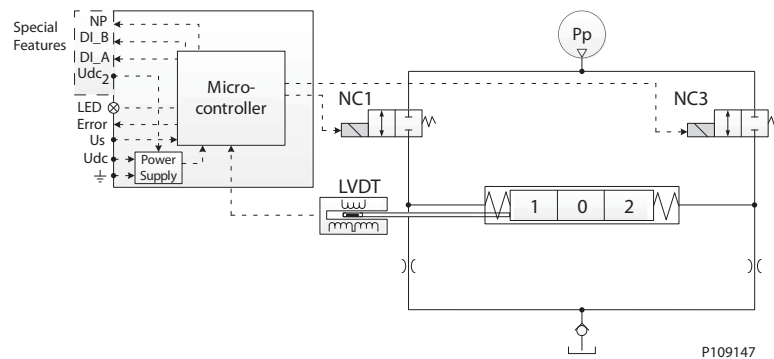 Special
Features
NP
DI_B
DI_A
Udc2
LED
Error
Us
Udc
Micro-
controller
Power
Supply
Pp
NC1
NC3
LVDT
1 0 2
P109147